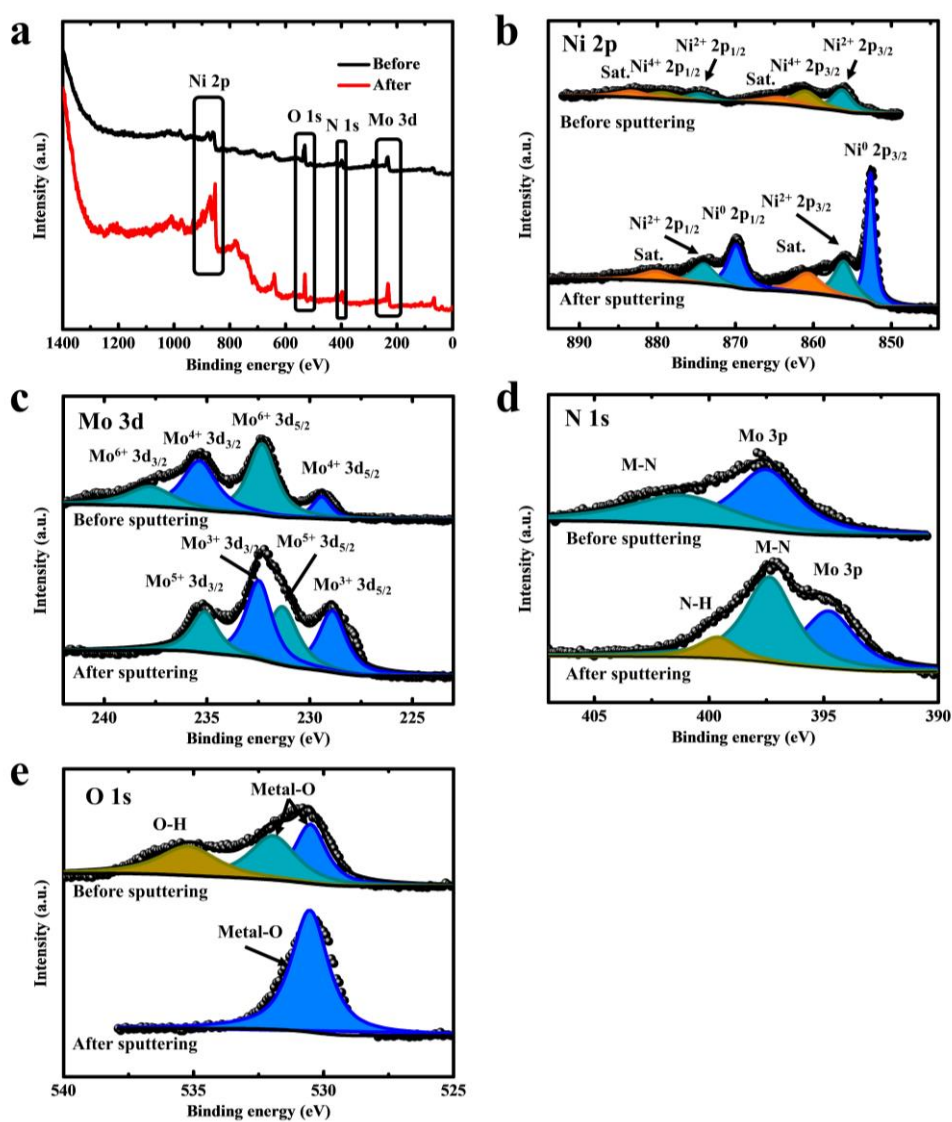 a
Before
After
Ni 2p
O 1s
N 1s
Mo 3d
Intensity (a.u.)
1400 1200 1000 800 600 400 200 0
Binding energy (eV)
b
Ni 2p
Ni²⁺ 2p₁/₂
Ni²⁺ 2p₃/₂
Sat.
Ni⁴⁺ 2p₁/₂
Sat.
Ni⁴⁺ 2p₃/₂
Before sputtering
Ni⁰ 2p₃/₂
Ni²⁺ 2p₃/₂
Ni²⁺ 2p₁/₂
Ni⁰ 2p₁/₂
Sat.
Sat.
After sputtering
Intensity (a.u.)
890 880 870 860 850
Binding energy (eV)
c
Mo 3d
Mo⁶⁺ 3d₅/₂
Mo⁴⁺ 3d₃/₂
Mo⁶⁺ 3d₃/₂
Mo⁴⁺ 3d₅/₂
Before sputtering
Mo³⁺ 3d₃/₂
Mo⁵⁺ 3d₅/₂
Mo⁵⁺ 3d₃/₂
Mo³⁺ 3d₅/₂
After sputtering
Intensity (a.u.)
240 235 230 225
Binding energy (eV)
d
N 1s
Mo 3p
M-N
Before sputtering
M-N
Mo 3p
N-H
After sputtering
Intensity (a.u.)
405 400 395 390
Binding energy (eV)
e
O 1s
Metal-O
O-H
Before sputtering
Metal-O
After sputtering
Intensity (a.u.)
540 535 530 525
Binding energy (eV)